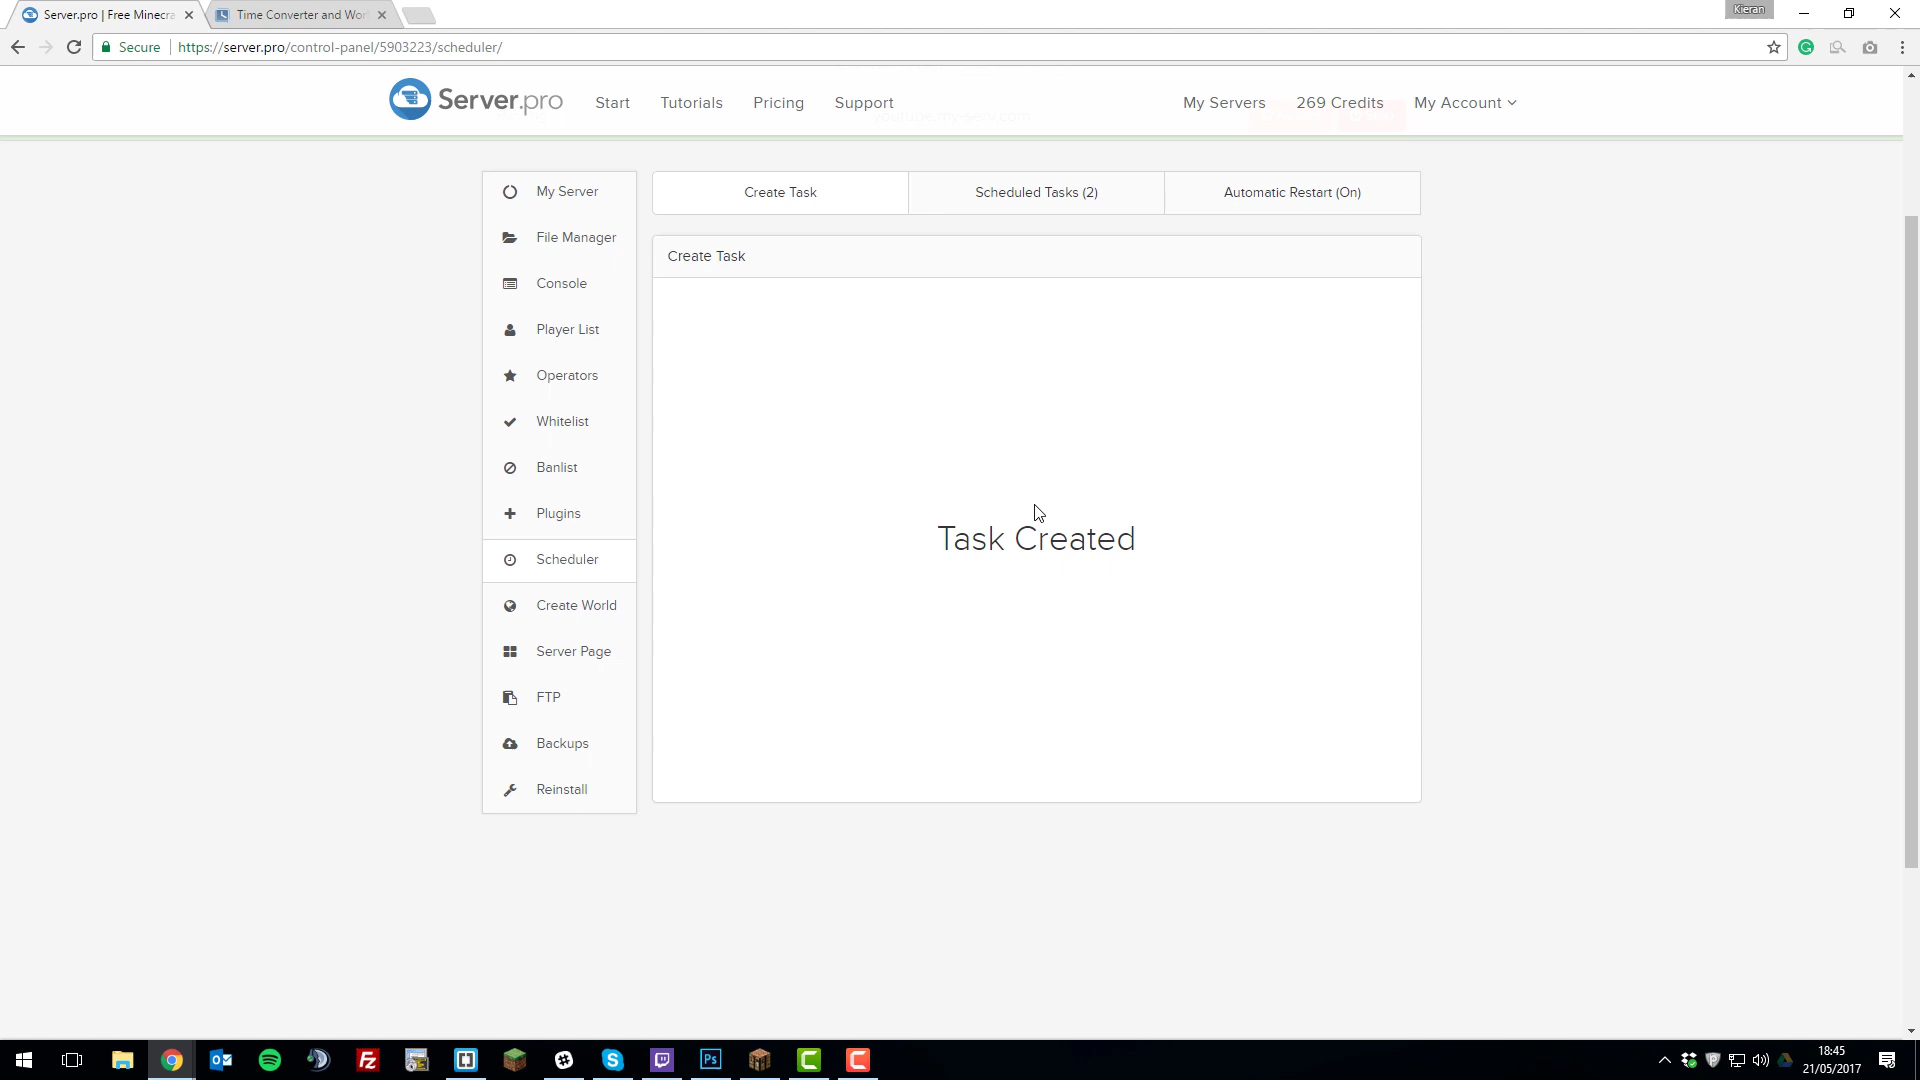 Server.pro | Free Minecra
Time Converter and Wor
Kieran
Secure
https://server.pro/control-panel/5903223/scheduler/
Server.pro
Start
Tutorials
Pricing
Support
My Servers
269 Credits
My Account
My Server
File Manager
Console
Player List
Operators
Whitelist
Banlist
Plugins
Scheduler
Create World
Server Page
FTP
Backups
Reinstall
Create Task
Scheduled Tasks (2)
Automatic Restart (On)
Create Task
Task Created
18:45
21/05/2017